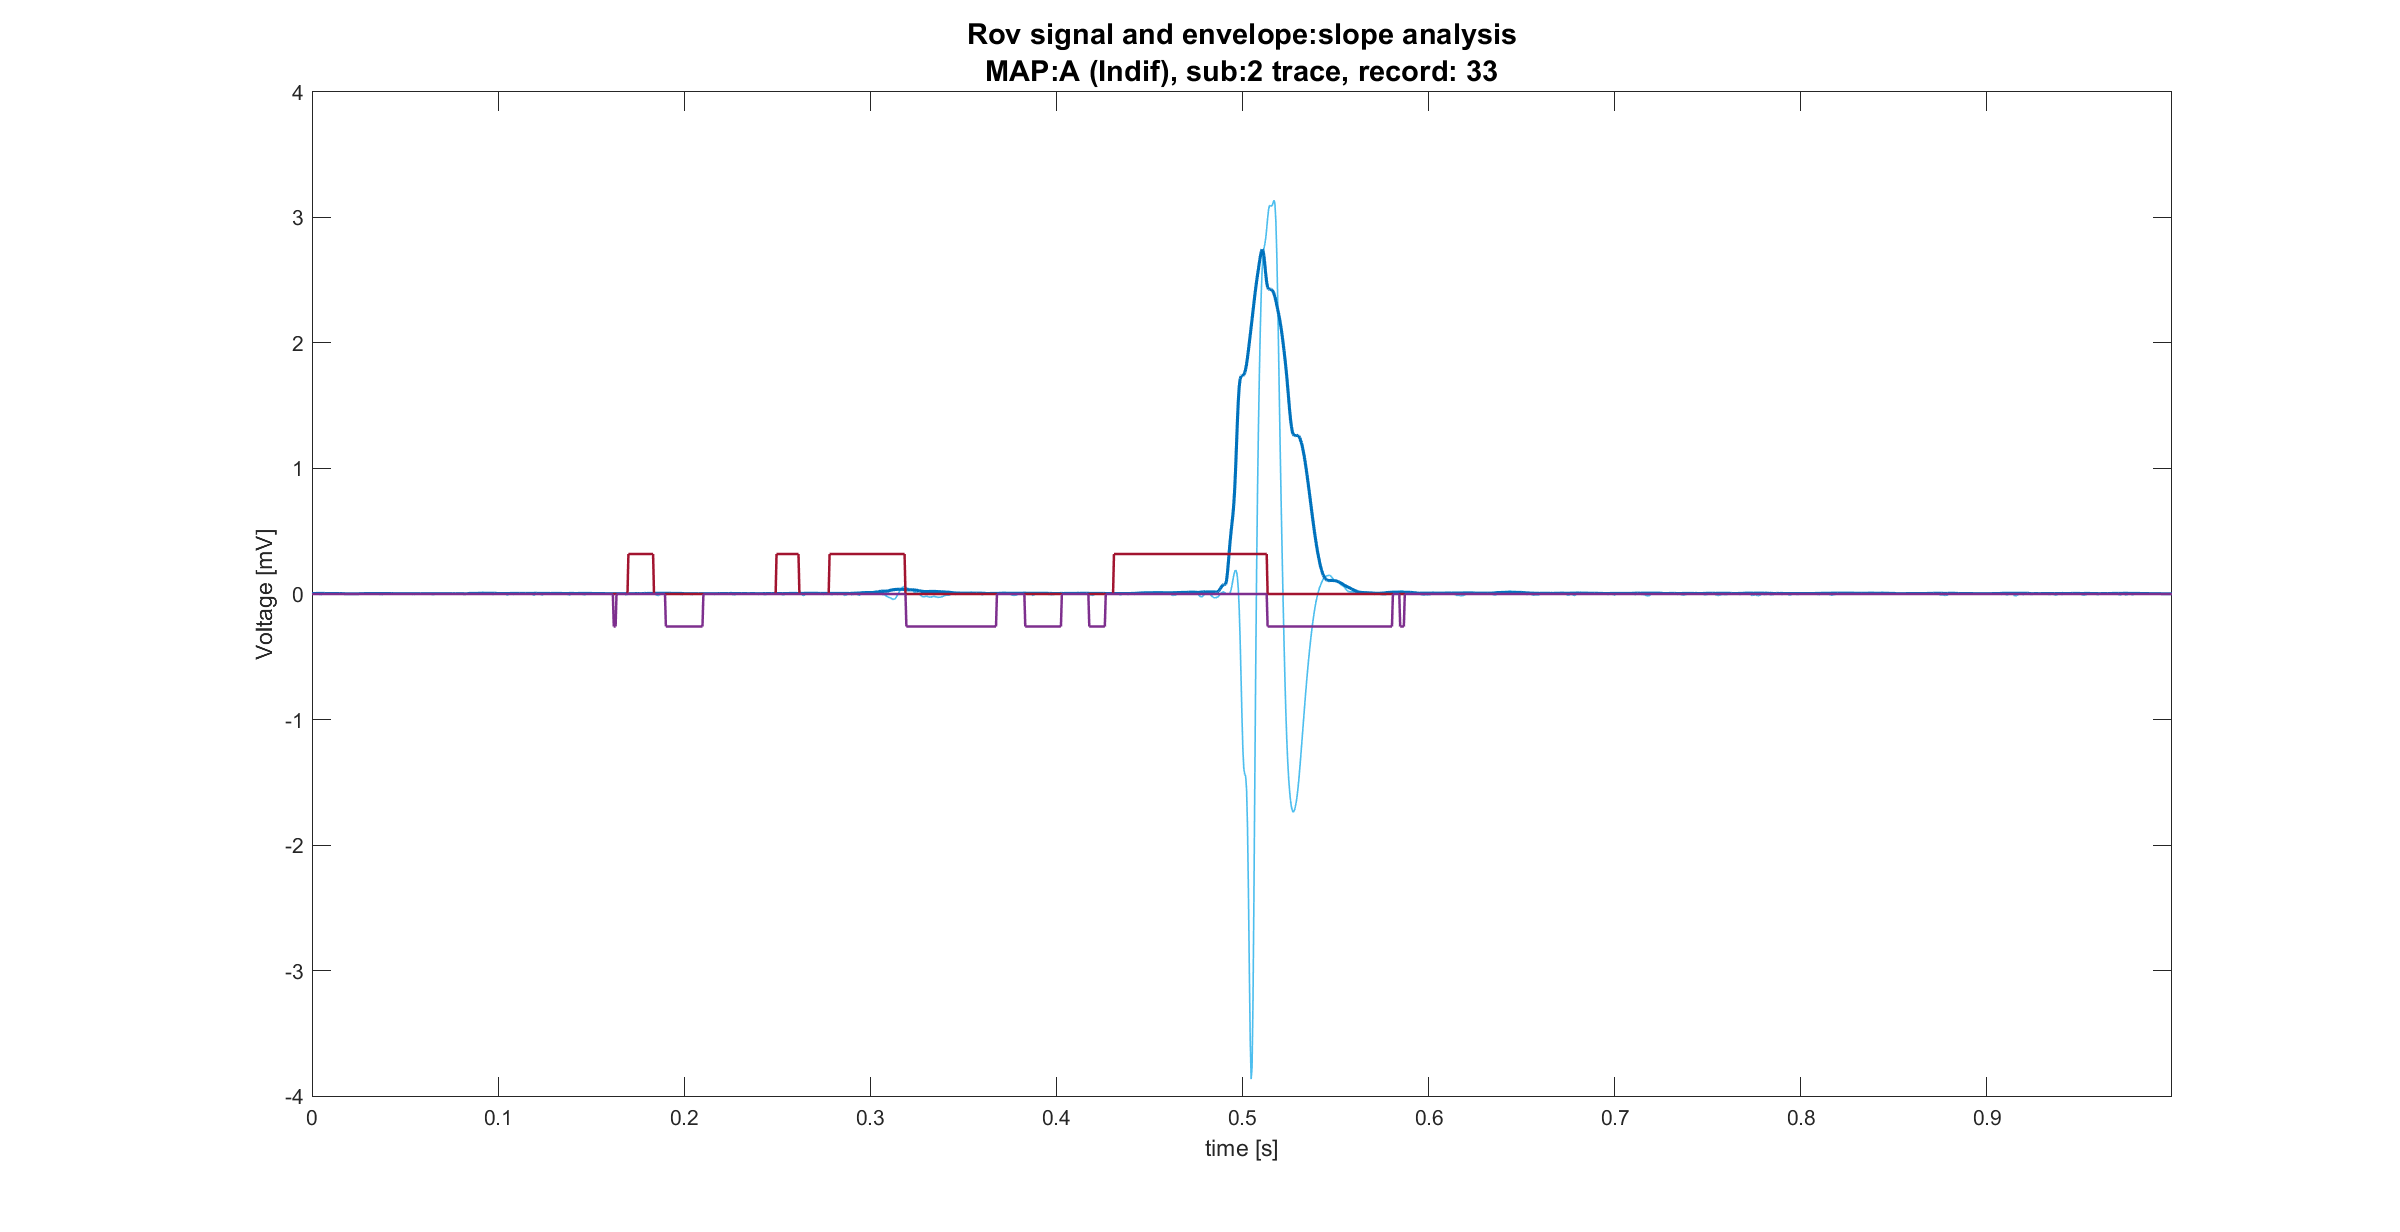 Rov signal and envelope:slope analysis
MAP:A (Indif), sub:2 trace, record: 33
4
3
2
1
0
-1
-2
-3
-4
Voltage [mV]
0 0.1 0.2 0.3 0.4 0.5 0.6 0.7 0.8 0.9
time [s]